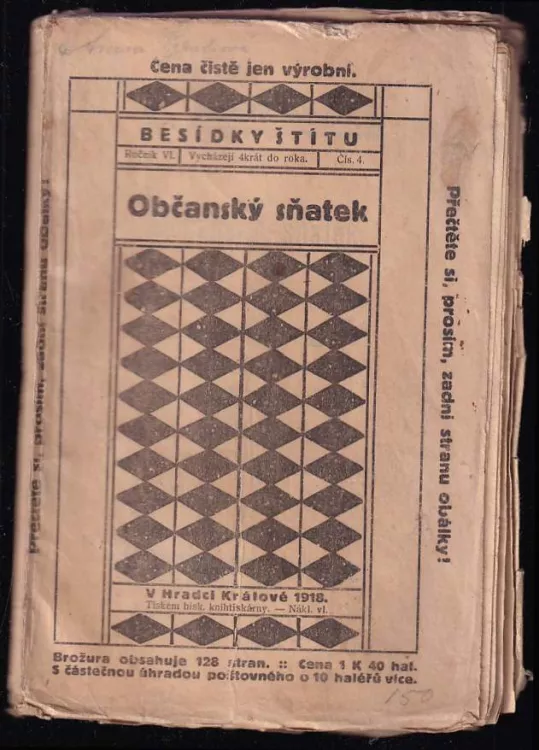 Cena čistě jen výrobní.
BESÍDKY ŠTÍTU
Ročník VI. Vycházejí 4krát do roka. Čís. 4.
Občanský sňatek
Přečtěte si, prosím, zadní stranu obálky!
Přečtěte si, prosím, zadní stranu obálky!
V Hradci Králové 1918.
Tiskem bisk. knihtiskárny. — Nákl. vl.
Brožura obsahuje 128 stran. :: Cena 1 K 40 hal.
S částečnou úhradou poštovného o 10 haléřů více.
150